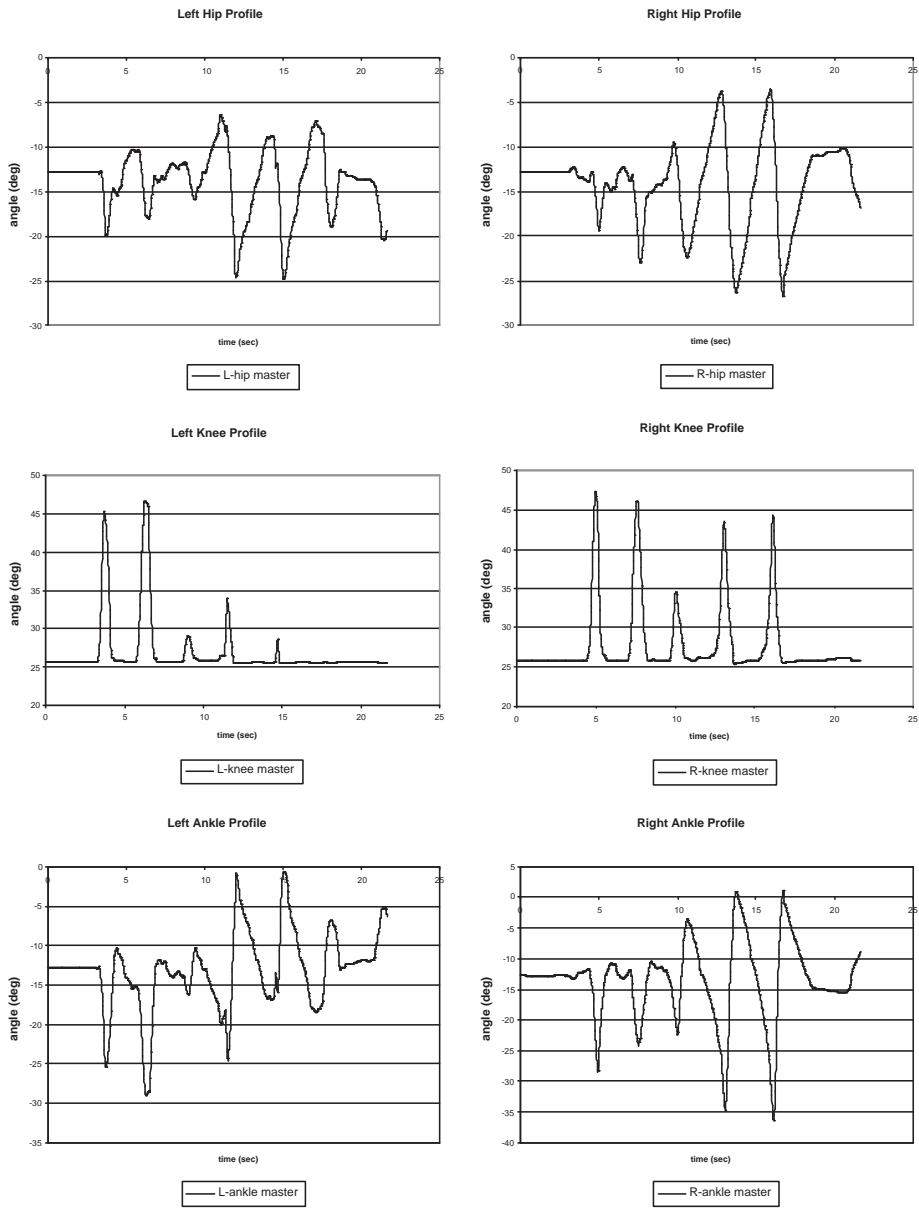 Left Hip Profile
0
0 5 10 15 20 25
-5
-10
-15
-20
-25
-30
angle (deg)
time (sec)
L-hip master
Right Hip Profile
0
0 5 10 15 20 25
-5
-10
-15
-20
-25
-30
angle (deg)
time (sec)
R-hip master
Left Knee Profile
50
45
40
35
30
25
20
0 5 10 15 20 25
angle (deg)
time (sec)
L-knee master
Right Knee Profile
50
45
40
35
30
25
20
0 5 10 15 20 25
angle (deg)
time (sec)
R-knee master
Left Ankle Profile
0
0 5 10 15 20 25
-5
-10
-15
-20
-25
-30
-35
angle (deg)
time (sec)
L-ankle master
Right Ankle Profile
5
0
0 5 10 15 20 25
-5
-10
-15
-20
-25
-30
-35
-40
angle (deg)
time (sec)
R-ankle master